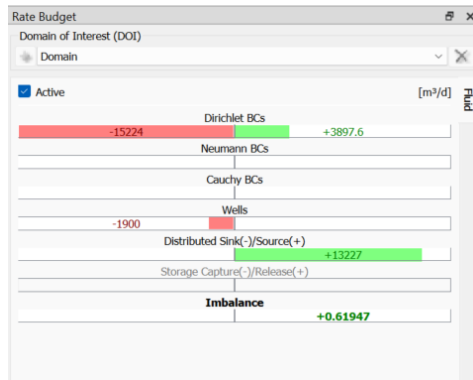 Rate Budget
Domain of Interest (DOI)
Domain
Active [m³/d]
Fluid
Dirichlet BCs
-15224 +3897.6
Neumann BCs
Cauchy BCs
Wells
-1900
Distributed Sink(-)/Source(+)
+13227
Storage Capture(-)/Release(+)
Imbalance
+0.61947